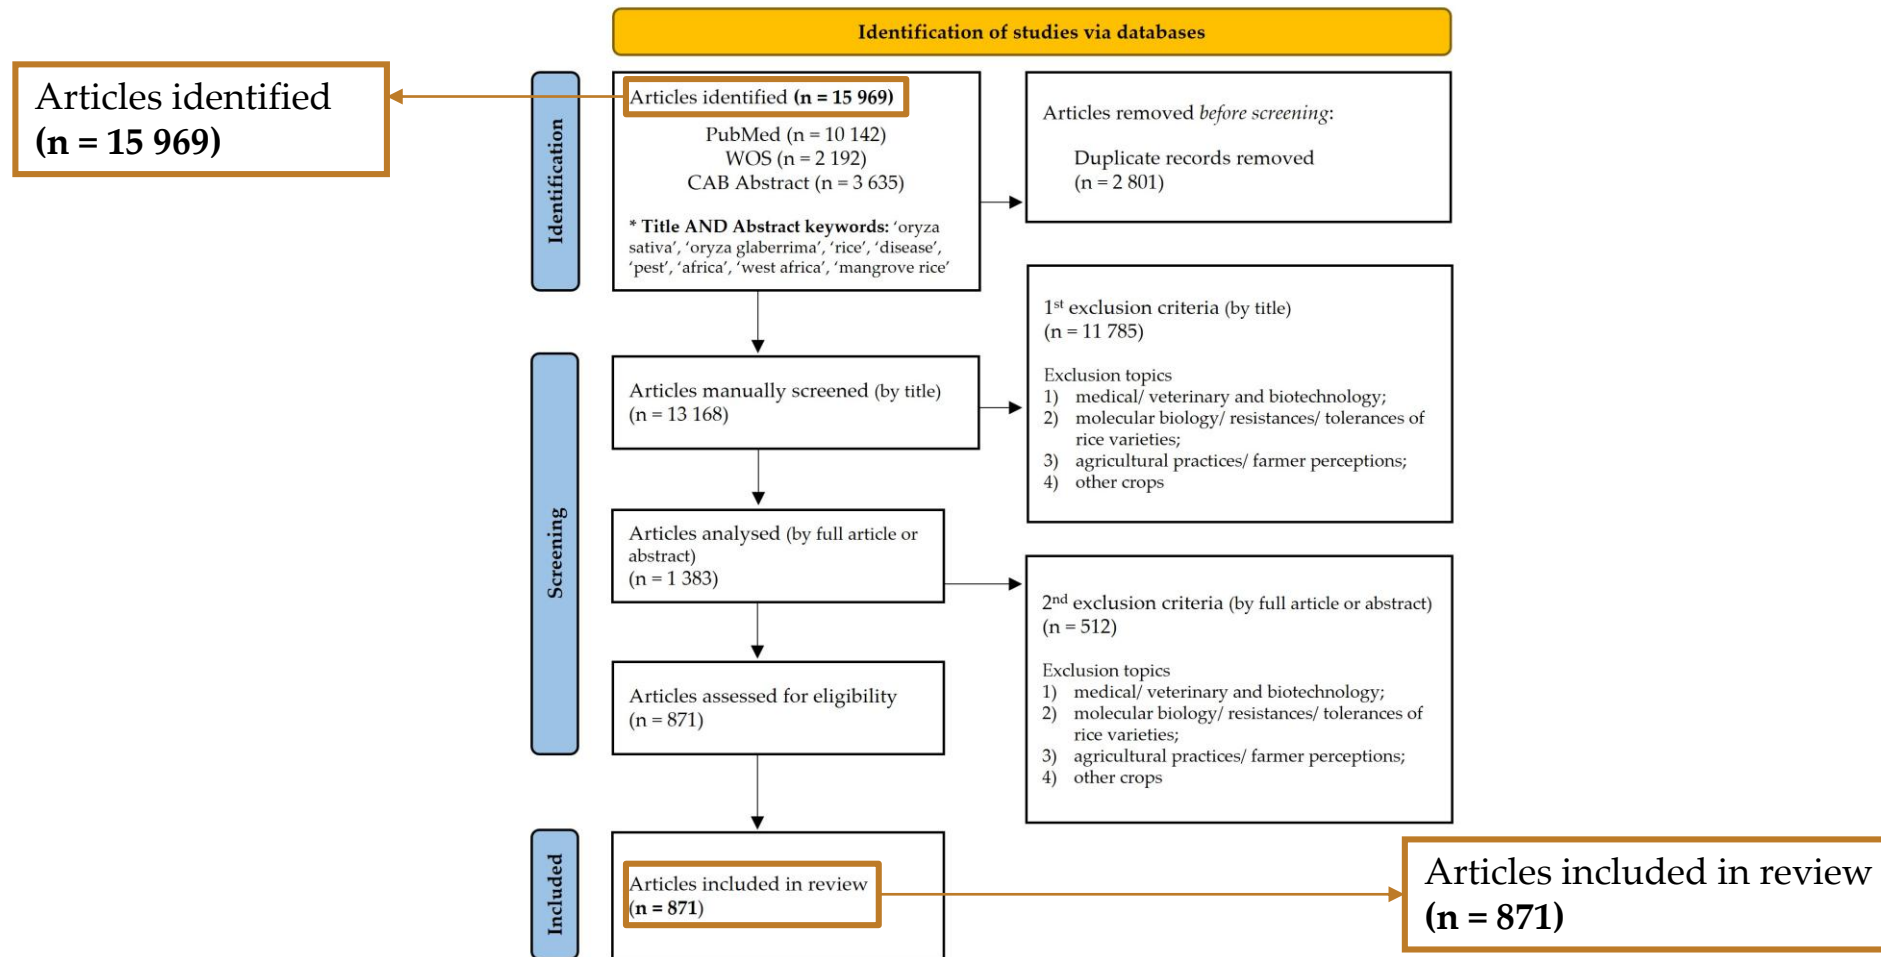 Identification of studies via databases
Articles identified
(n = 15 969)
Identification
Articles identified (n = 15 969)
PubMed (n = 10 142)
WOS (n = 2 192)
CAB Abstract (n = 3 635)
* Title AND Abstract keywords: ‘oryza
sativa’, ‘oryza glaberrima’, ‘rice’, ‘disease’,
‘pest’, ‘africa’, ‘west africa’, ‘mangrove rice’
Articles removed before screening:
Duplicate records removed
(n = 2 801)
Screening
Articles manually screened (by title)
(n = 13 168)
1st exclusion criteria (by title)
(n = 11 785)
Exclusion topics
1) medical/ veterinary and biotechnology;
2) molecular biology/ resistances/ tolerances of
rice varieties;
3) agricultural practices/ farmer perceptions;
4) other crops
Articles analysed (by full article or
abstract)
(n = 1 383)
2nd exclusion criteria (by full article or abstract)
(n = 512)
Exclusion topics
1) medical/ veterinary and biotechnology;
2) molecular biology/ resistances/ tolerances of
rice varieties;
3) agricultural practices/ farmer perceptions;
4) other crops
Articles assessed for eligibility
(n = 871)
Included
Articles included in review
(n = 871)
Articles included in review
(n = 871)